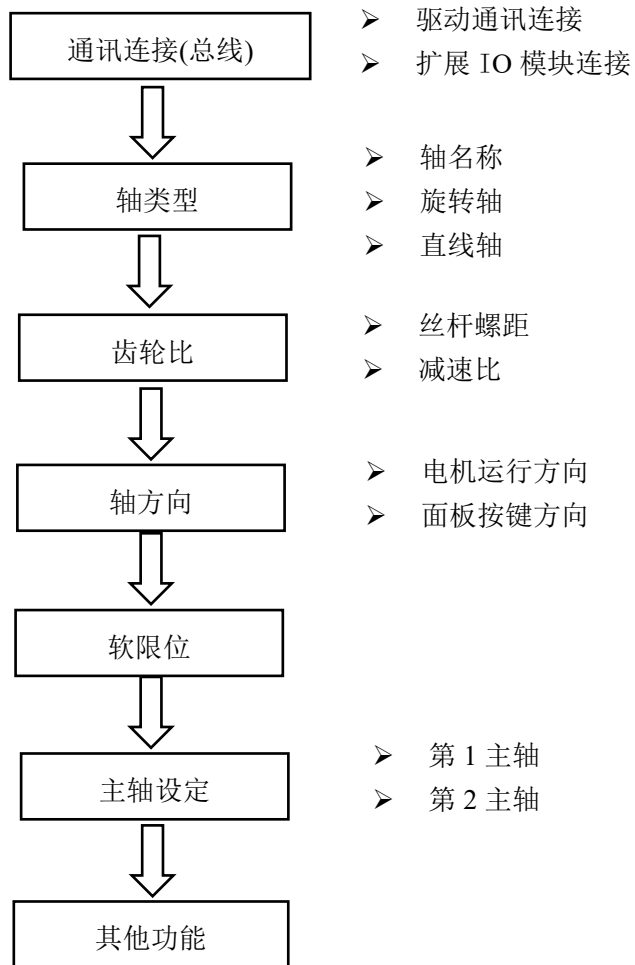 通讯连接(总线)
➢ 驱动通讯连接
➢ 扩展 IO 模块连接
轴类型
➢ 轴名称
➢ 旋转轴
➢ 直线轴
齿轮比
➢ 丝杆螺距
➢ 减速比
轴方向
➢ 电机运行方向
➢ 面板按键方向
软限位
主轴设定
➢ 第 1 主轴
➢ 第 2 主轴
其他功能